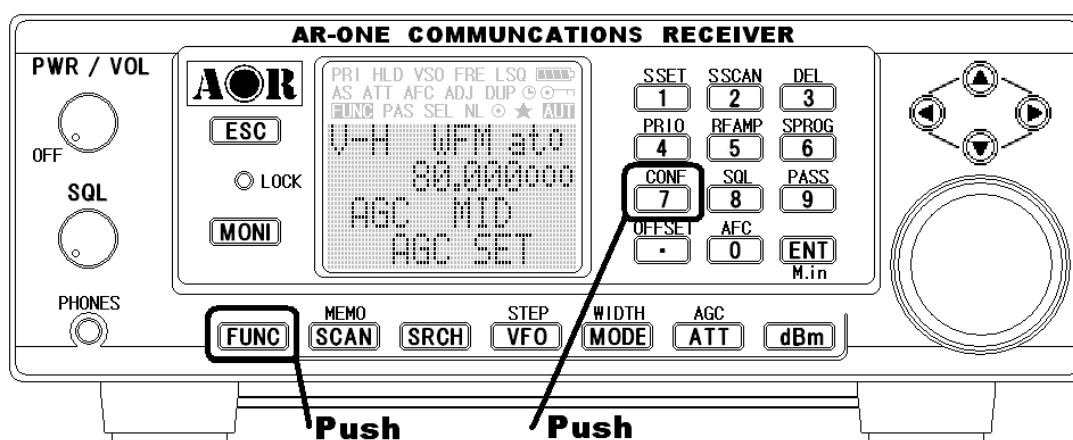 AR-ONE COMMUNCATIONS RECEIVER
PWR / VOL
OFF
SQL
PHONES
AOR
ESC
LOCK
MONI
PRI HLD VSO FRE LSQ
AS ATT AFC ADJ DUP
FUNC PAS SEL NL AUT
V-H WFM ato
80.000000
AGC MID
AGC SET
SSET SSCAN DEL
1 2 3
PRIO RFAMP SPROG
4 5 6
CONF SQL PASS
7 8 9
OFFSET AFC
. 0 ENT
M.in
MEMO STEP WIDTH AGC
FUNC SCAN SRCH VFO MODE ATT dBm
Push Push